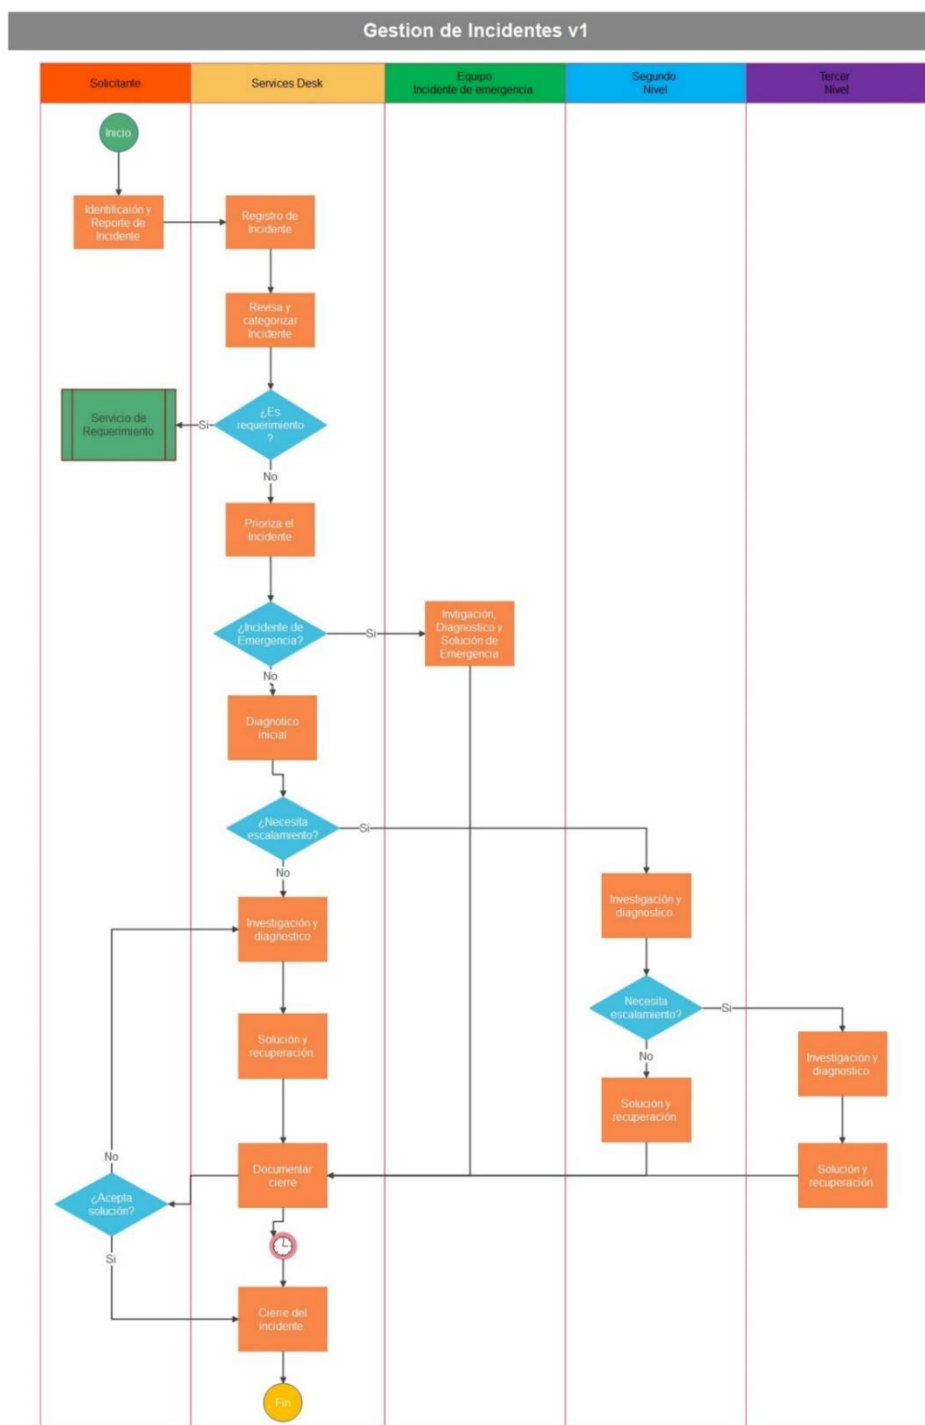 Gestion de Incidentes v1
Solicitante
Services Desk
Equipo
Incidente de emergencia
Segundo
Nivel
Tercer
Nivel
Inicio
Identificaión y
Reporte de
Incidente
Registro de
Incidente
Revisa y
categorizar
Incidente
¿Es
requerimiento
?
Si
Servicio de
Requerimiento
No
Prioriza el
Incidente
¿Incidente de
Emergencia?
Si
Invtigación,
Diagnostico y
Solución de
Emergencia
No
Diagnotico
inicial
¿Necesita
escalamiento?
Si
No
Investigación y
diagnostico
Investigación y
diagnostico
Necesita
escalamiento?
Si
No
Investigación y
diagnostico
Solución y
recuperación
Solución y
recuperación
Solución y
recuperación
Documentar
cierre
No
¿Acepta
solución?
Si
Cierre del
incidente
Fin